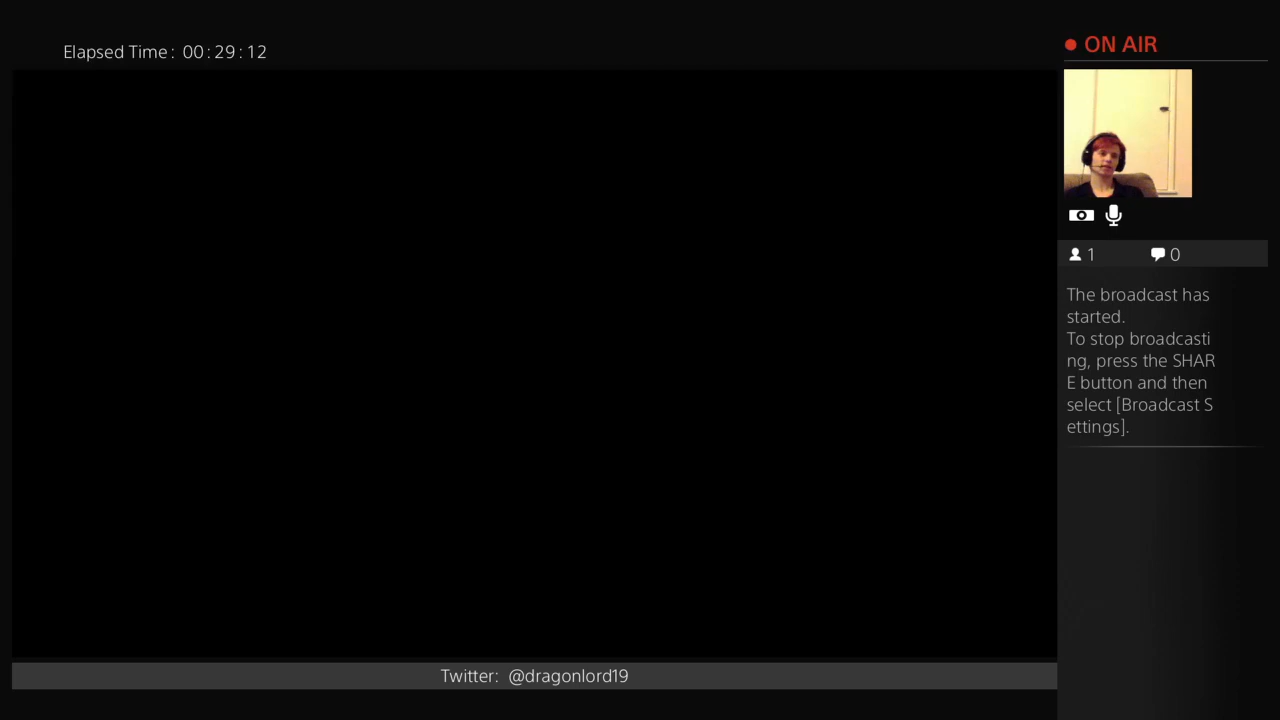 Elapsed Time: 00:29:12
ON AIR
1
0
The broadcast has
started.
To stop broadcasti
ng, press the SHAR
E button and then
select [Broadcast S
ettings].
Twitter: @dragonlord19